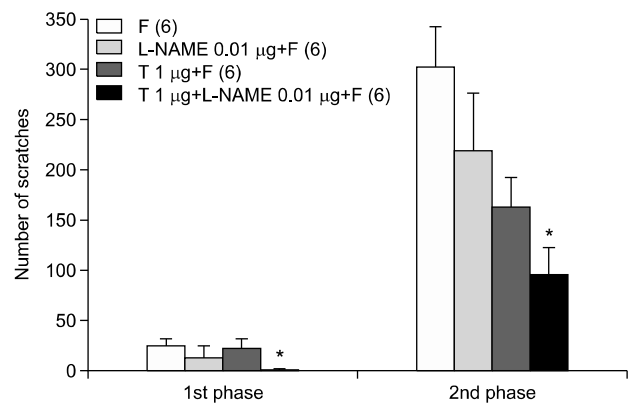 350
300
250
200
150
100
50
0
Number of scratches
F (6)
L-NAME 0.01 μg+F (6)
T 1 μg+F (6)
T 1 μg+L-NAME 0.01 μg+F (6)
*
*
1st phase
2nd phase